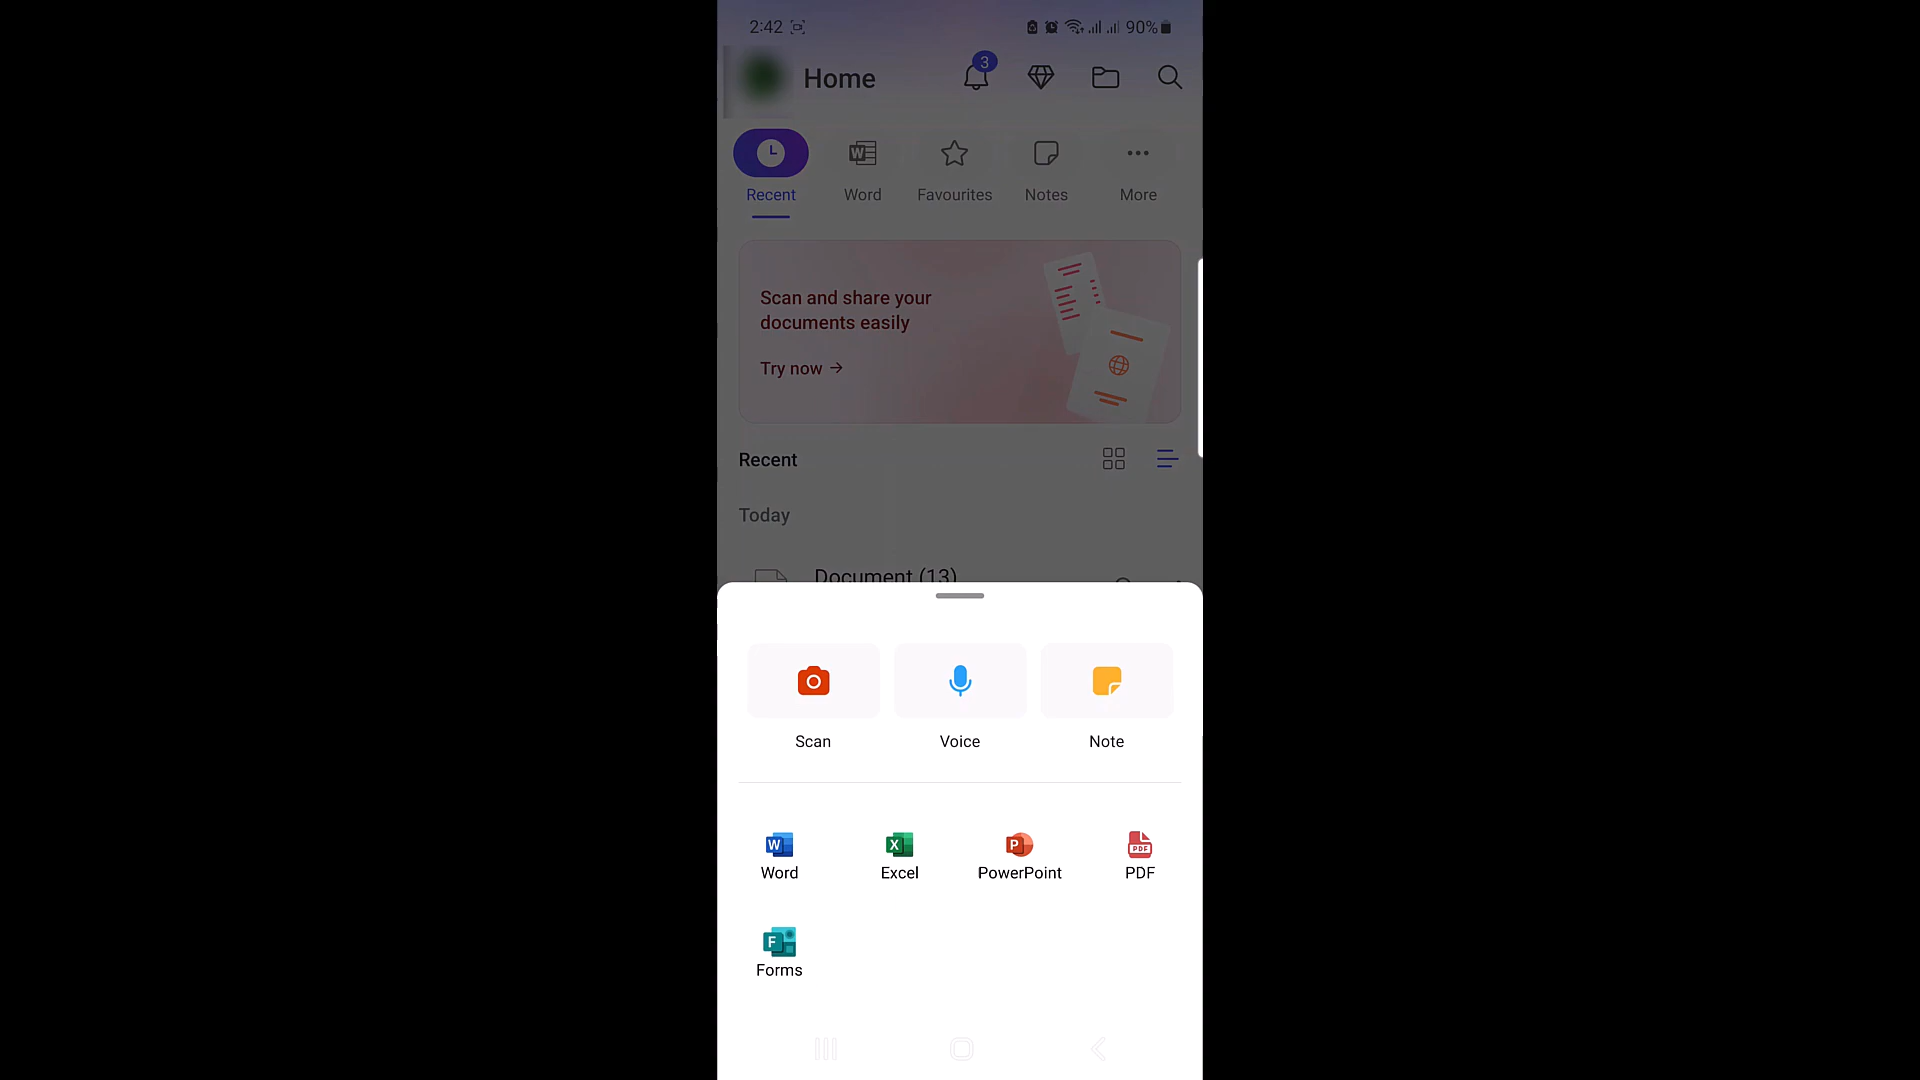 2:42
90%
Home
3
Recent
Word
Favourites
Notes
More
Scan and share your
documents easily
Try now →
Recent
Today
Document (13)
Scan
Voice
Note
W
X
P
PDF
Word
Excel
PowerPoint
PDF
F
Forms